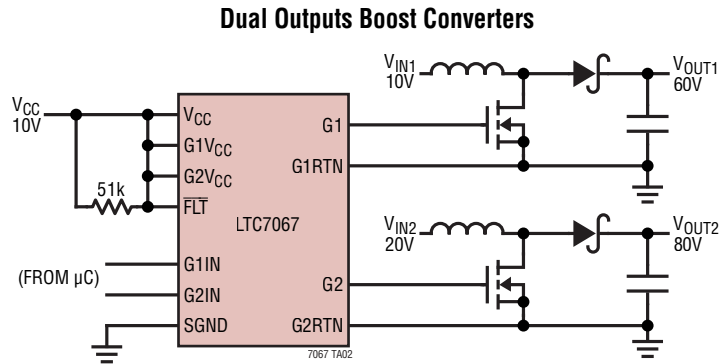 Dual Outputs Boost Converters
VIN1
10V
VOUT1
60V
VCC
10V
VCC
G1VCC
G2VCC
FLT
51k
G1
G1RTN
LTC7067
VIN2
20V
VOUT2
80V
(FROM µC)
G1IN
G2IN
SGND
G2
G2RTN
7067 TA02